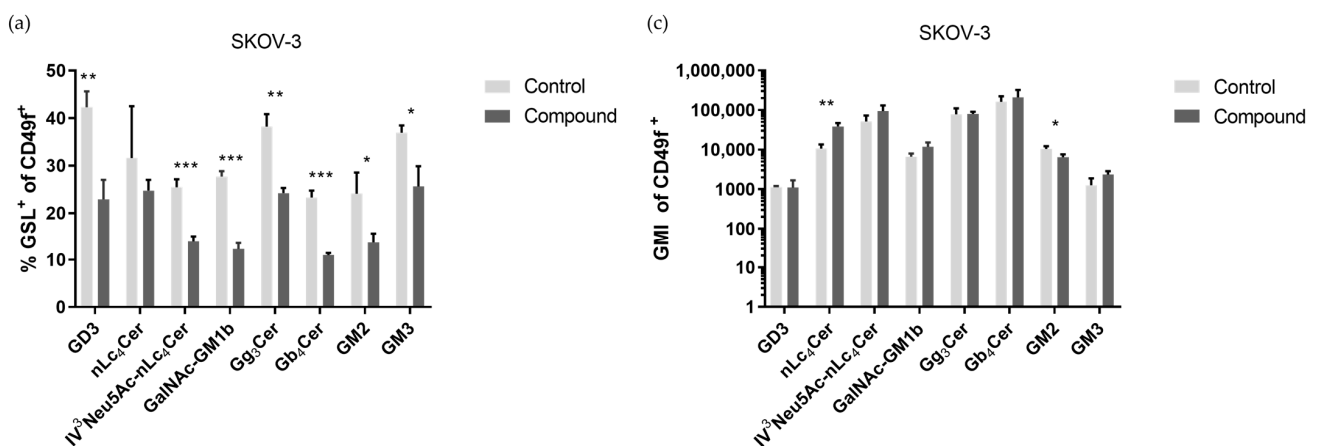 (a)
SKOV-3
% GSL⁺ of CD49f⁺
50
40
30
20
10
0
**
***
***
**
***
*
*
GD3
nLc₄Cer
IV³Neu5Ac-nLc₄Cer
GalNAc-GM1b
Gg₃Cer
Gb₄Cer
GM2
GM3
Control
Compound
(c)
SKOV-3
GMI of CD49f ⁺
1,000,000
100,000
10,000
1000
100
10
1
**
*
GD3
nLc₄Cer
IV³Neu5Ac-nLc₄Cer
GalNAc-GM1b
Gg₃Cer
Gb₄Cer
GM2
GM3
Control
Compound